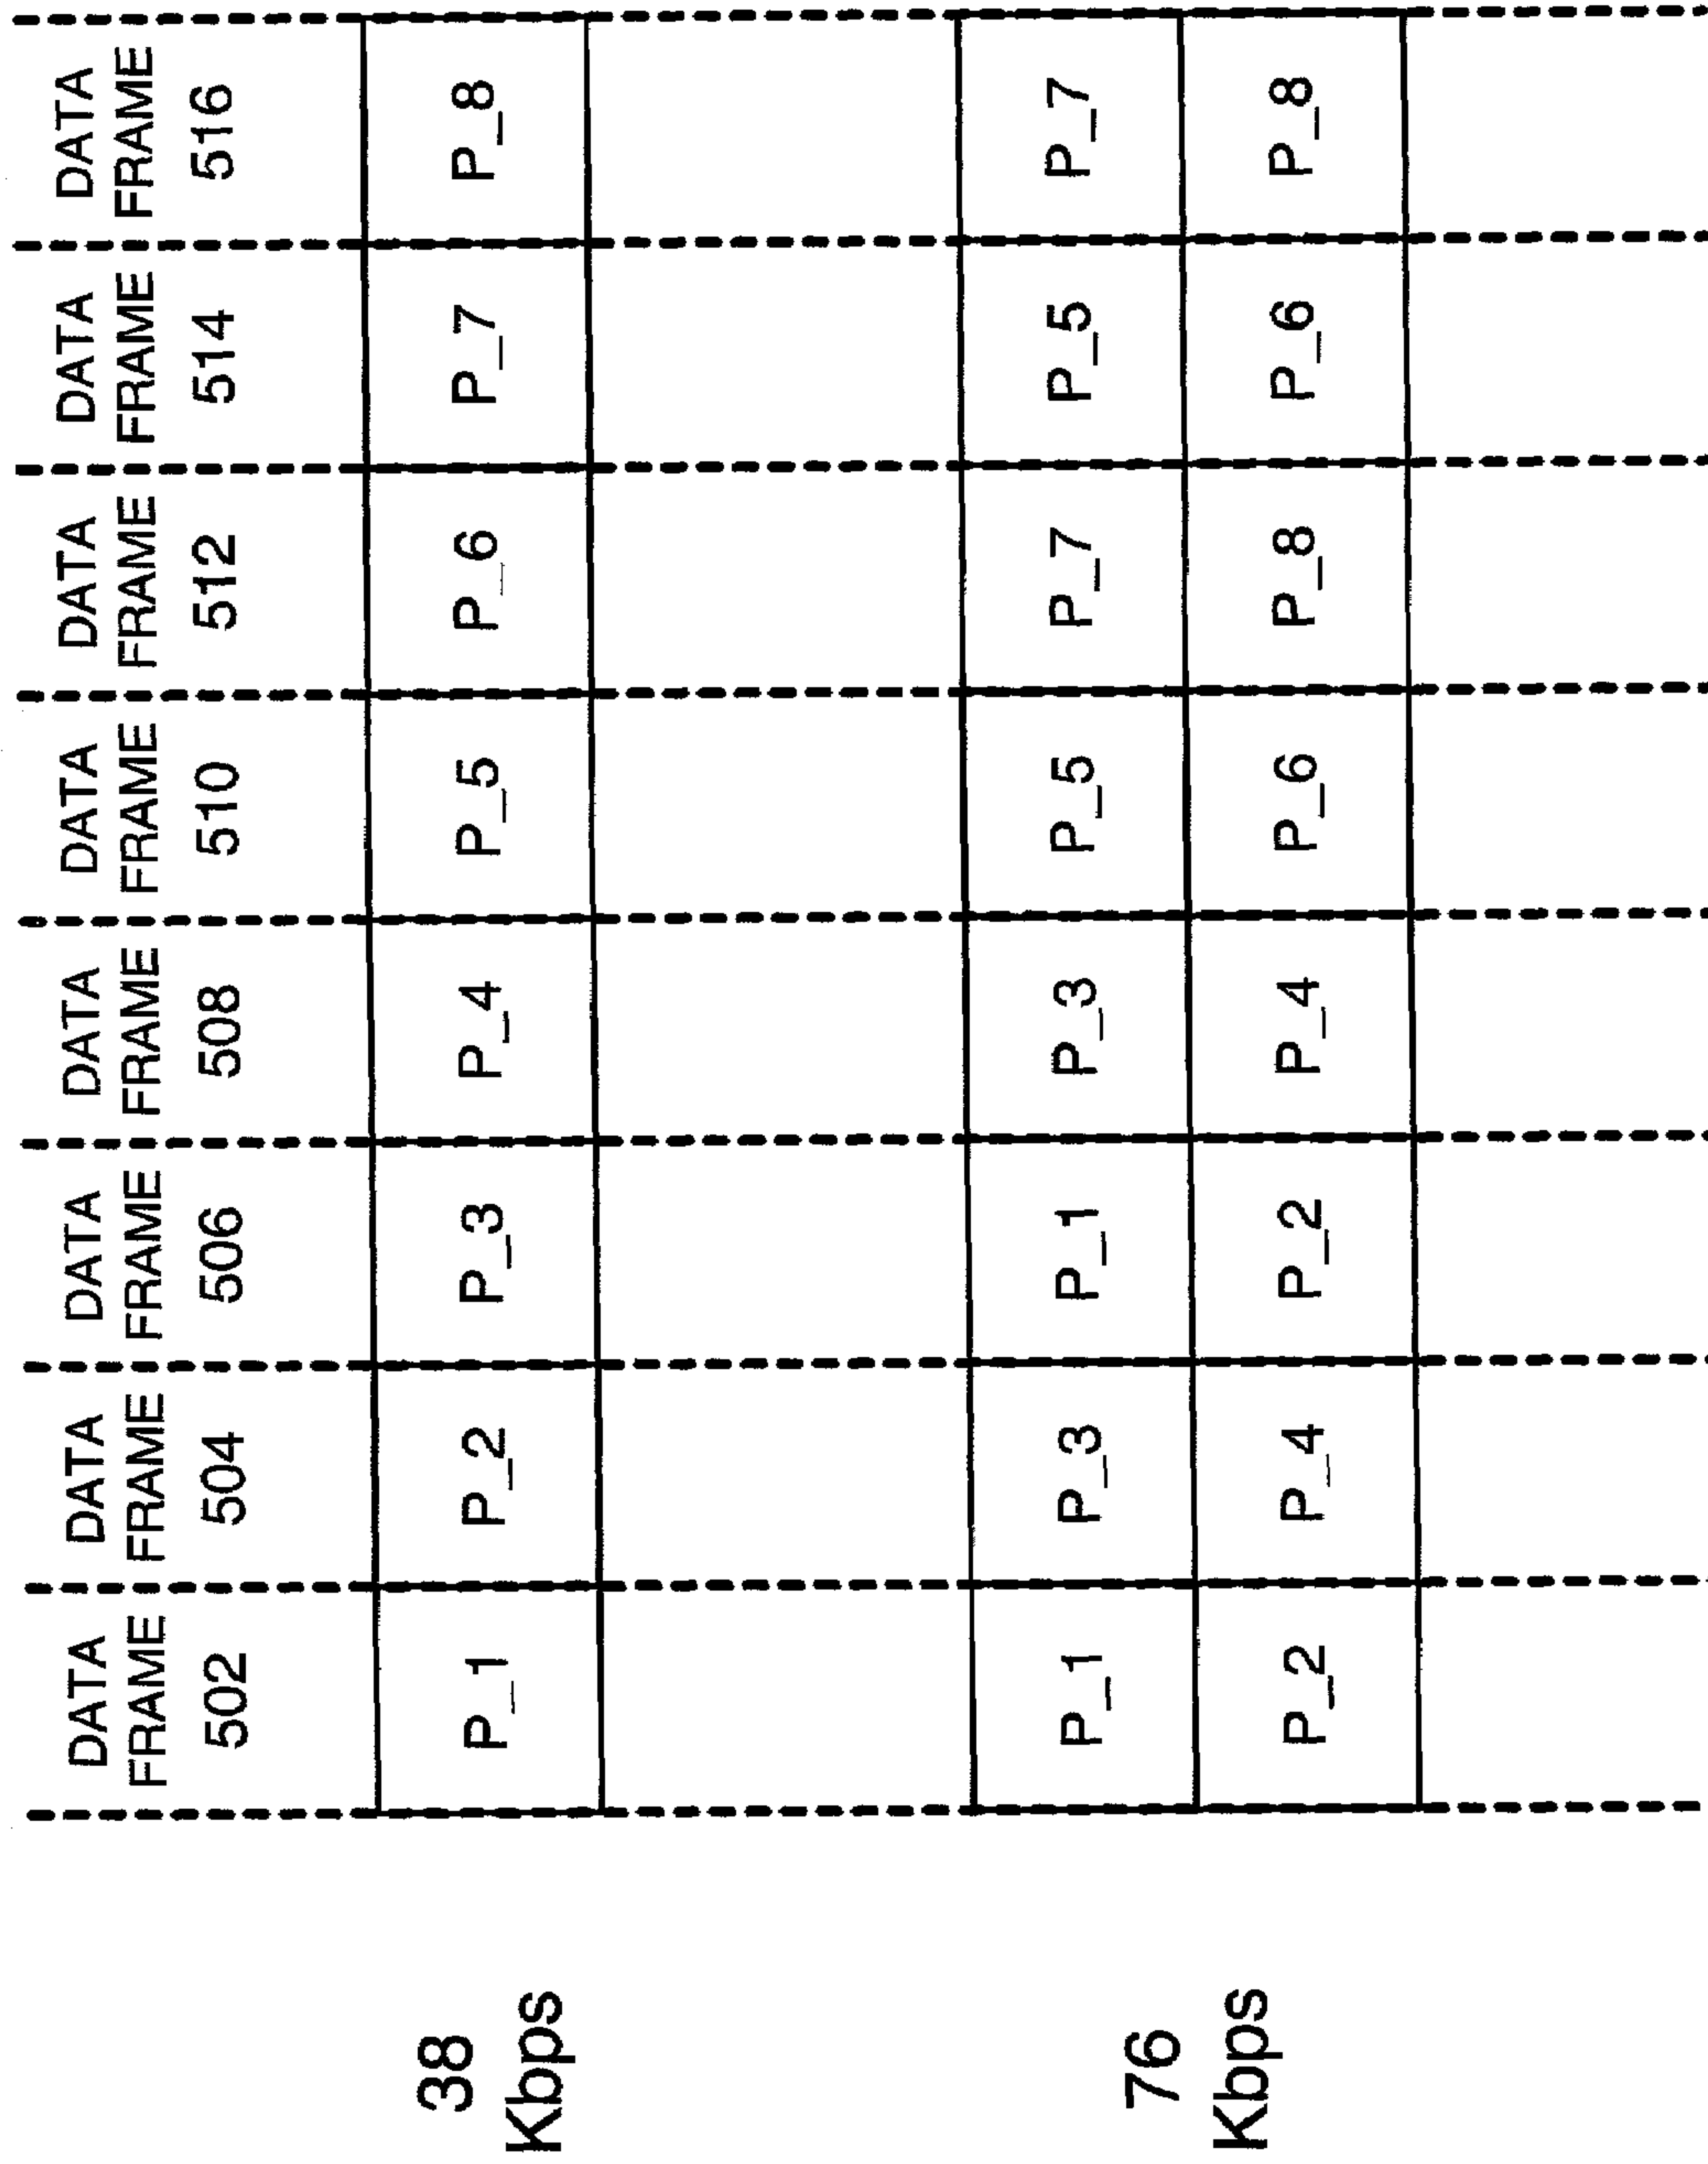 DATA FRAME 502
DATA FRAME 504
DATA FRAME 506
DATA FRAME 508
DATA FRAME 510
DATA FRAME 512
DATA FRAME 514
DATA FRAME 516
38 Kbps
P_1 P_2 P_3 P_4 P_5 P_6 P_7 P_8
76 Kbps
P_1 P_3 P_1 P_3 P_5 P_7 P_5 P_7
P_2 P_4 P_2 P_4 P_6 P_8 P_6 P_8